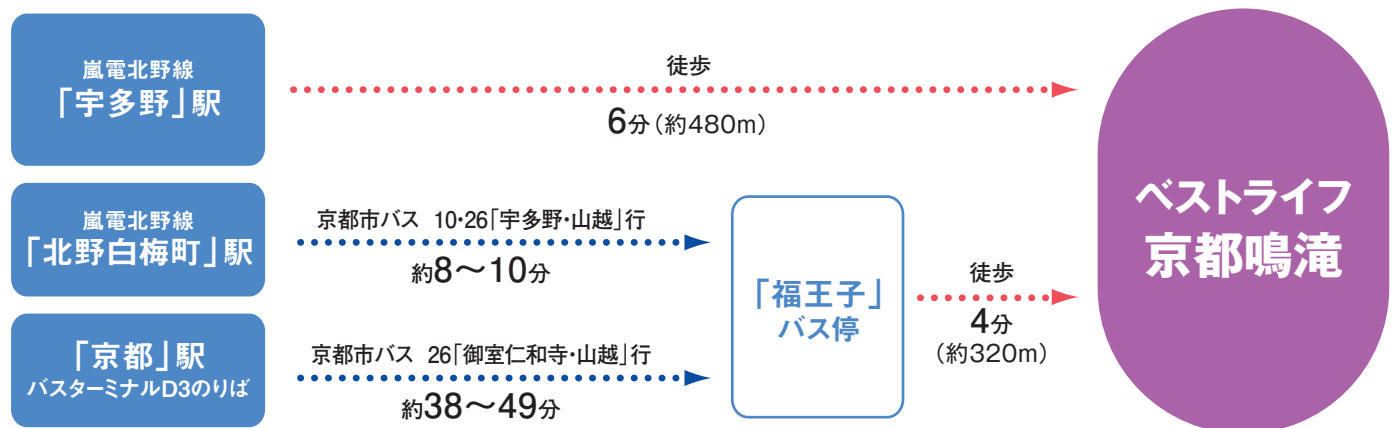 嵐電北野線
「宇多野」駅
徒歩
6分(約480m)
嵐電北野線
「北野白梅町」駅
京都市バス 10・26「宇多野・山越」行
約8〜10分
「京都」駅
バスターミナルD3のりば
京都市バス 26「御室仁和寺・山越」行
約38〜49分
「福王子」
バス停
徒歩
4分
(約320m)
ベストライフ
京都鳴滝